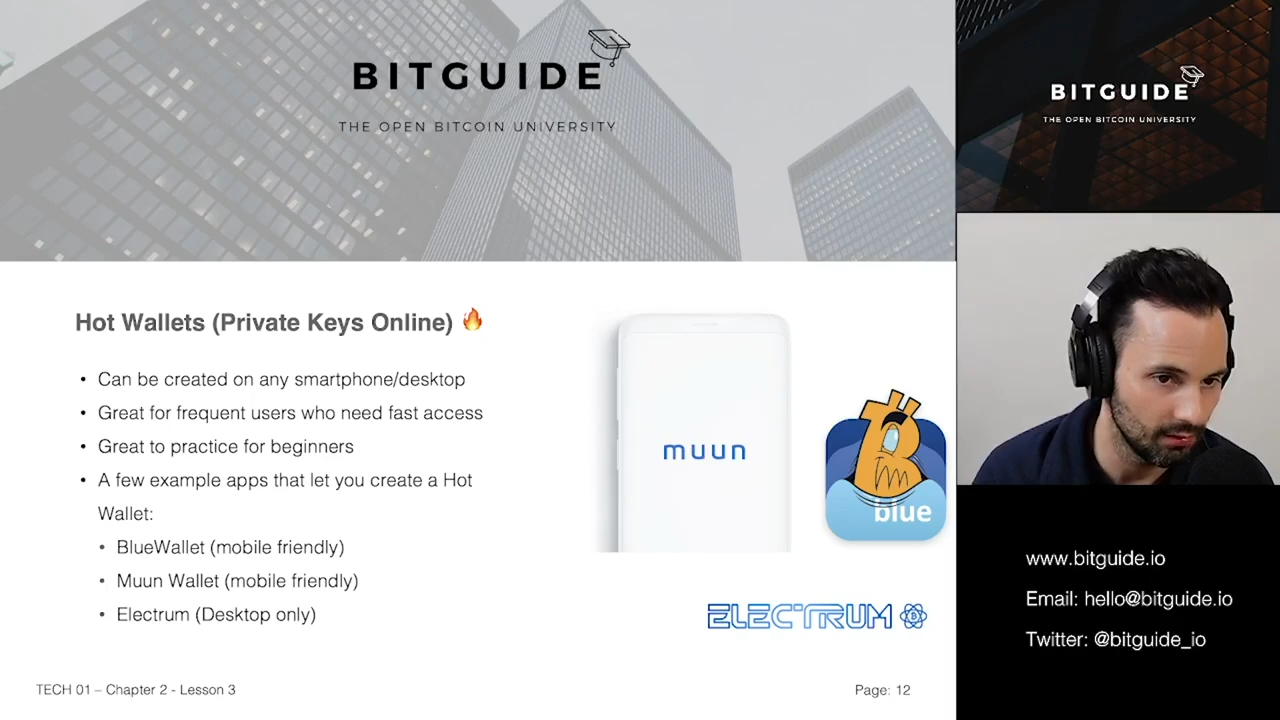 BITGUIDE
THE OPEN BITCOIN UNIVERSITY
Hot Wallets (Private Keys Online) 🔥
• Can be created on any smartphone/desktop
• Great for frequent users who need fast access
• Great to practice for beginners
• A few example apps that let you create a Hot
Wallet:
• BlueWallet (mobile friendly)
• Muun Wallet (mobile friendly)
• Electrum (Desktop only)
muun
blue
ELECTRUM
TECH 01 – Chapter 2 - Lesson 3
Page: 12
BITGUIDE
THE OPEN BITCOIN UNIVERSITY
www.bitguide.io
Email: hello@bitguide.io
Twitter: @bitguide_io